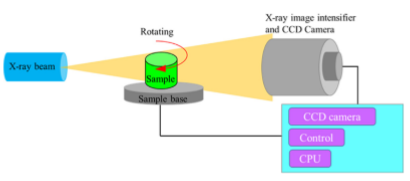 X-ray image intensifier
and CCD Camera
Rotating
X-ray beam
Sample
Sample base
CCD camera
Control
CPU